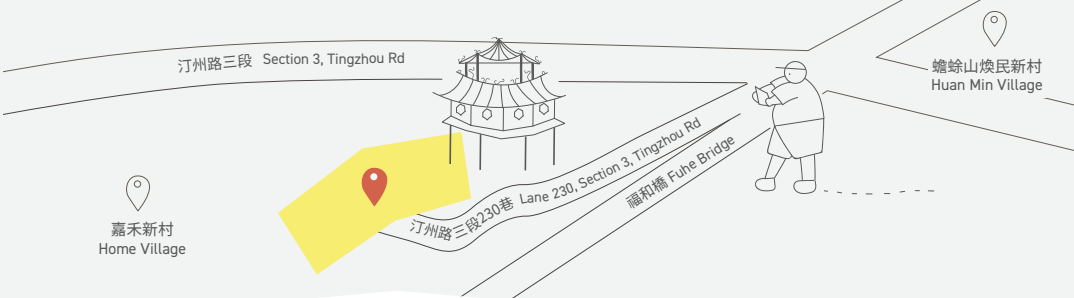 汀州路三段 Section 3, Tingzhou Rd
蟾蜍山煥民新村
Huan Min Village
汀州路三段230巷 Lane 230, Section 3, Tingzhou Rd
福和橋 Fuhe Bridge
嘉禾新村
Home Village